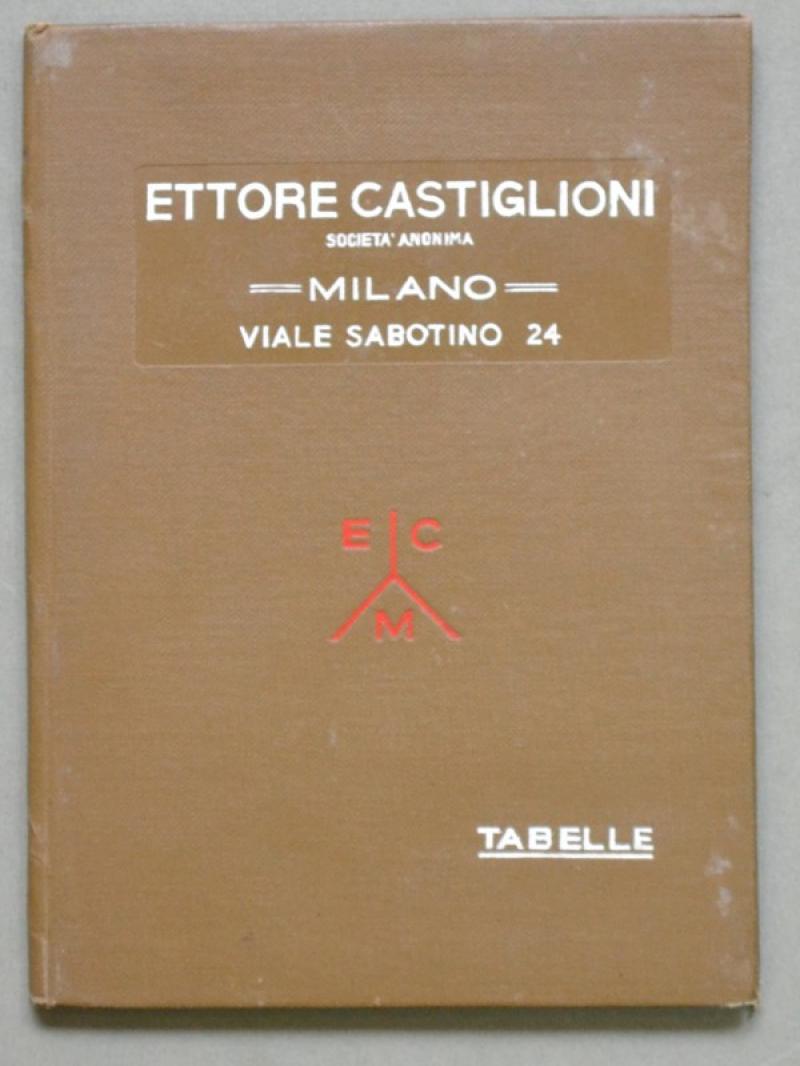 ETTORE CASTIGLIONI
SOCIETA' ANONIMA
MILANO
VIALE SABOTINO 24
E C
M
TABELLE